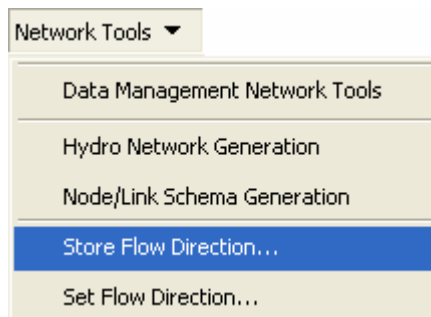 Network Tools
Data Management Network Tools
Hydro Network Generation
Node/Link Schema Generation
Store Flow Direction...
Set Flow Direction...